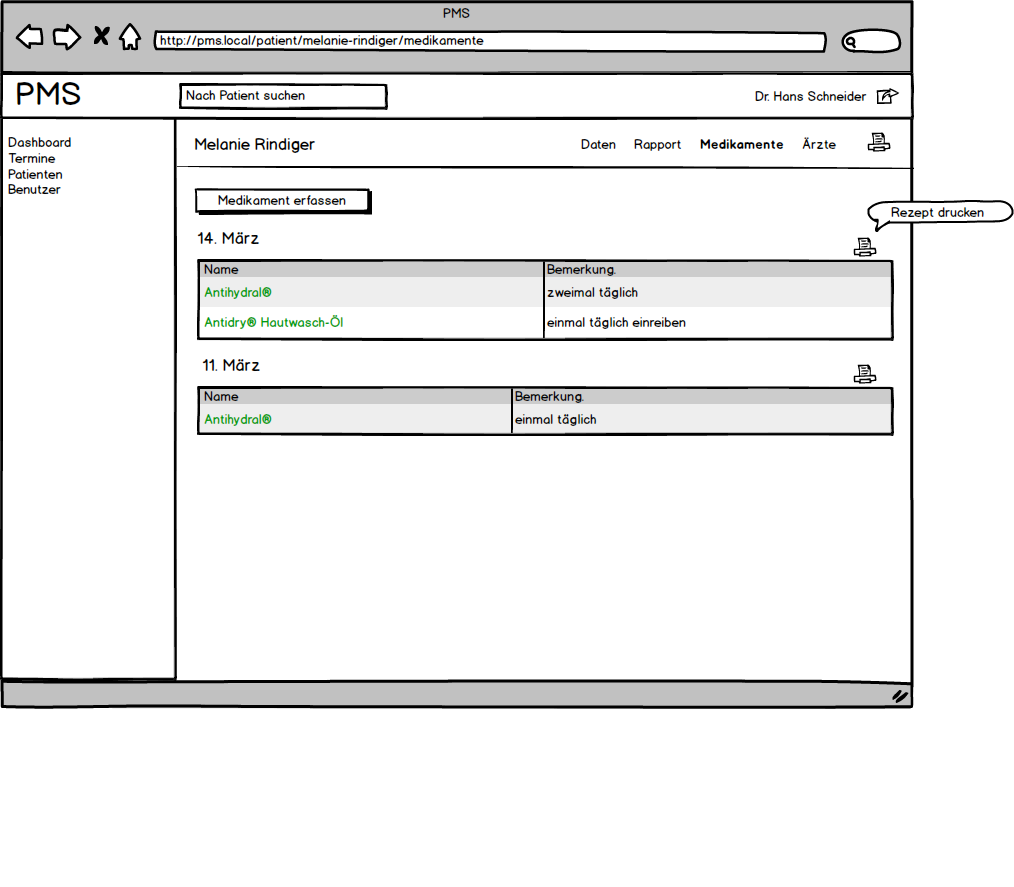 PMS
http://pms.local/patient/melanie-rindiger/medikamente
PMS
Nach Patient suchen
Dr. Hans Schneider
Dashboard
Termine
Patienten
Benutzer
Melanie Rindiger
Daten Rapport Medikamente Ärzte
Medikament erfassen
Rezept drucken
14. März
Name Bemerkung.
Antihydral® zweimal täglich
Antidry® Hautwasch-Öl einmal täglich einreiben
11. März
Name Bemerkung.
Antihydral® einmal täglich